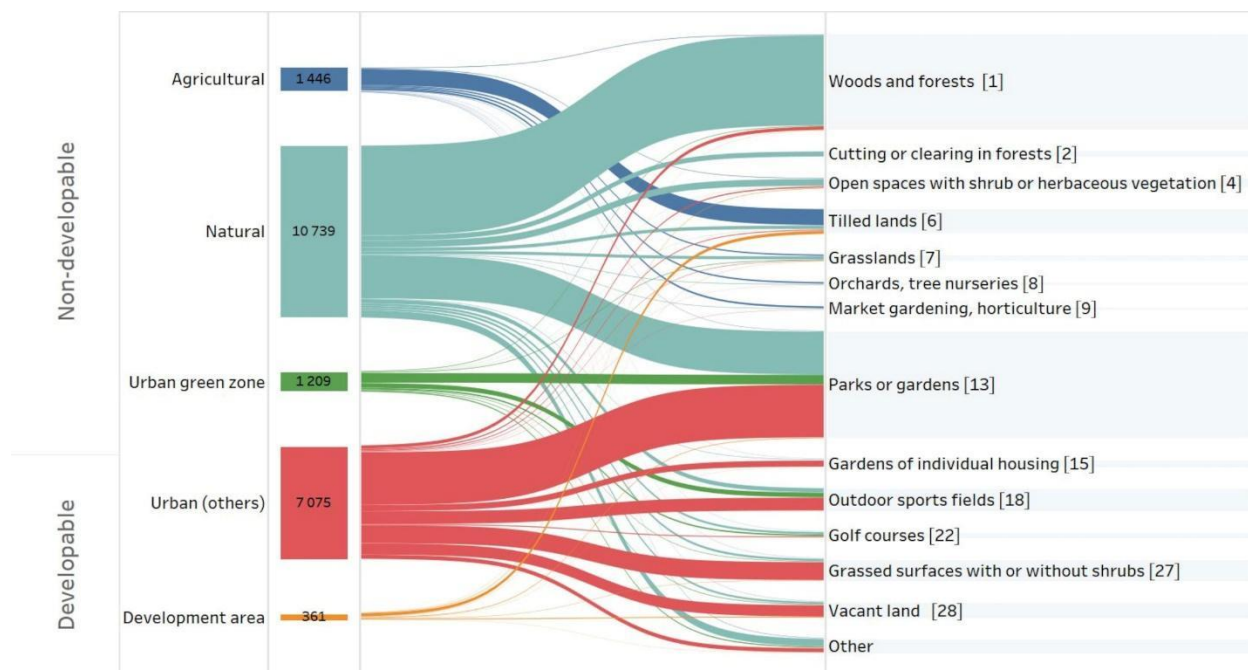 Non-developable
Developable
Agricultural
1 446
Natural
10 739
Urban green zone
1 209
Urban (others)
7 075
Development area
361
Woods and forests [1]
Cutting or clearing in forests [2]
Open spaces with shrub or herbaceous vegetation [4]
Tilled lands [6]
Grasslands [7]
Orchards, tree nurseries [8]
Market gardening, horticulture [9]
Parks or gardens [13]
Gardens of individual housing [15]
Outdoor sports fields [18]
Golf courses [22]
Grassed surfaces with or without shrubs [27]
Vacant land [28]
Other